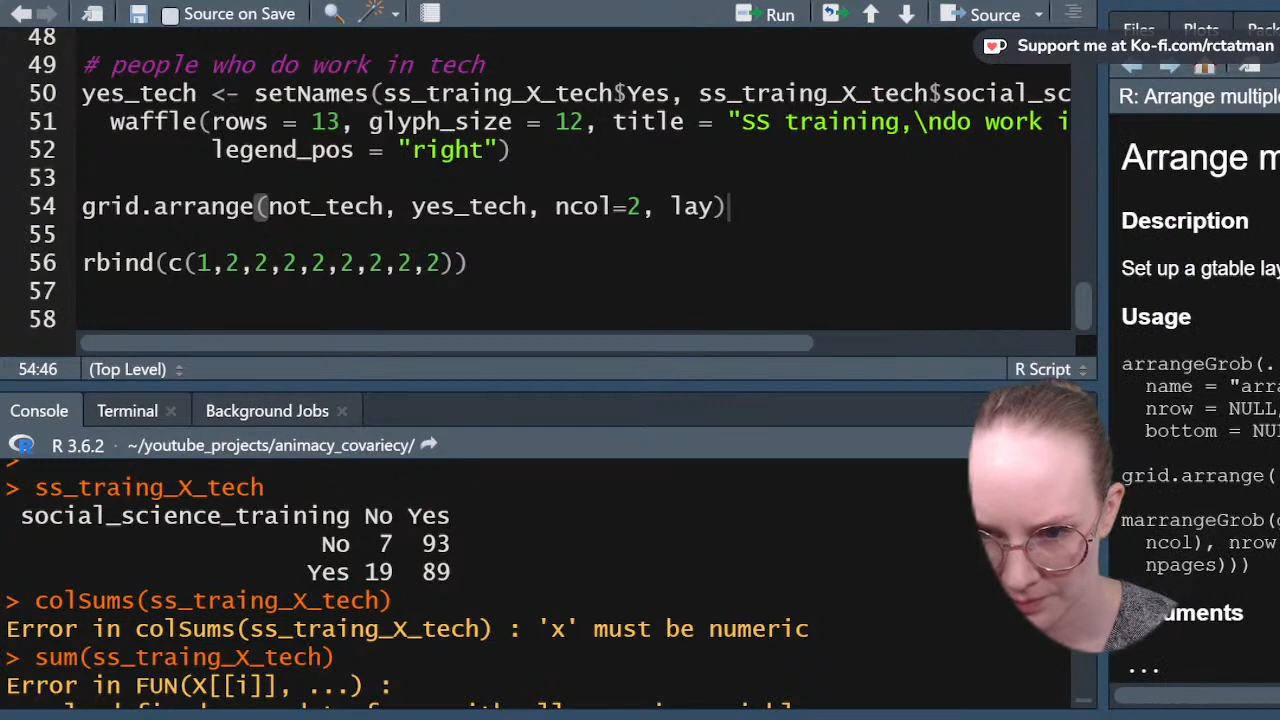 Source on Save
Run
Source
Files
Plots
Support me at Ko-fi.com/rctatman
48
49 # people who do work in tech
50 yes_tech <- setNames(ss_traing_X_tech$Yes, ss_traing_X_tech$social_sc
51 waffle(rows = 13, glyph_size = 12, title = "SS training,\ndo work i
52 legend_pos = "right")
53
54 grid.arrange(not_tech, yes_tech, ncol=2, lay)
55
56 rbind(c(1,2,2,2,2,2,2,2,2))
57
58
54:46 (Top Level) R Script
Console Terminal Background Jobs
R 3.6.2 · ~/youtube_projects/animacy_covariecy/
>
> ss_traing_X_tech
social_science_training No Yes
No 7 93
Yes 19 89
> colSums(ss_traing_X_tech)
Error in colSums(ss_traing_X_tech) : 'x' must be numeric
> sum(ss_traing_X_tech)
Error in FUN(X[[i]], ...) :
R: Arrange multiple
Arrange m
Description
Set up a gtable lay
Usage
arrangeGrob(.
name = "arra
nrow = NULL,
bottom = NU
grid.arrange(
marrangeGrob(
ncol), nrow
npages)))
uments
...